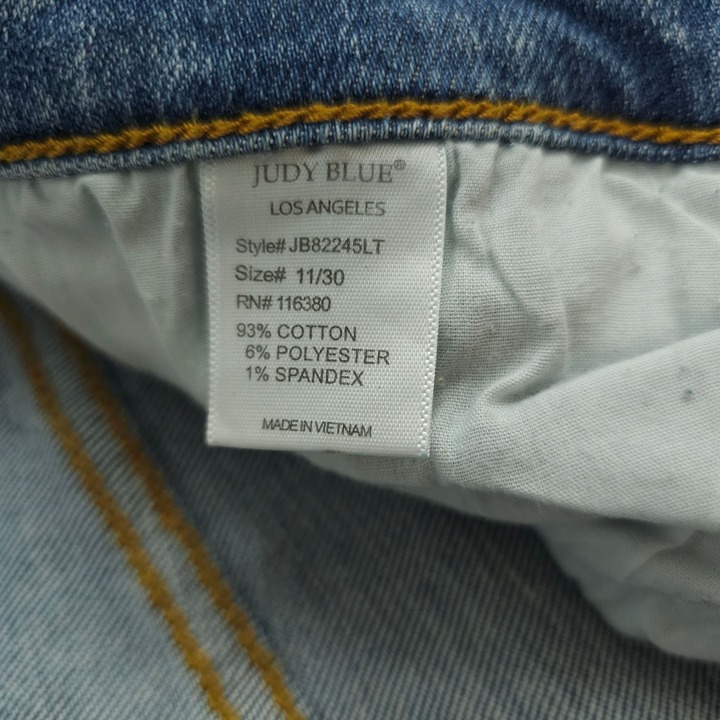 JUDY BLUE®
LOS ANGELES
Style# JB82245LT
Size# 11/30
RN# 116380
93% COTTON
6% POLYESTER
1% SPANDEX
MADE IN VIETNAM